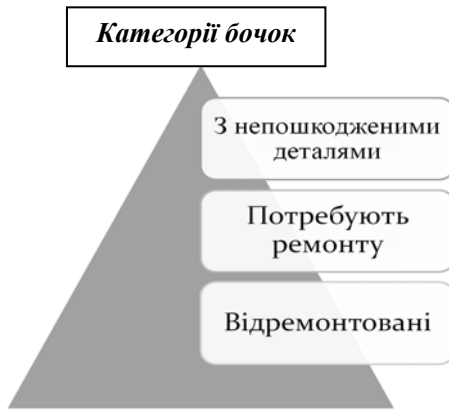 Категорії бочок
З непошкодженими
деталями
Потребують
ремонту
Відремонтовані